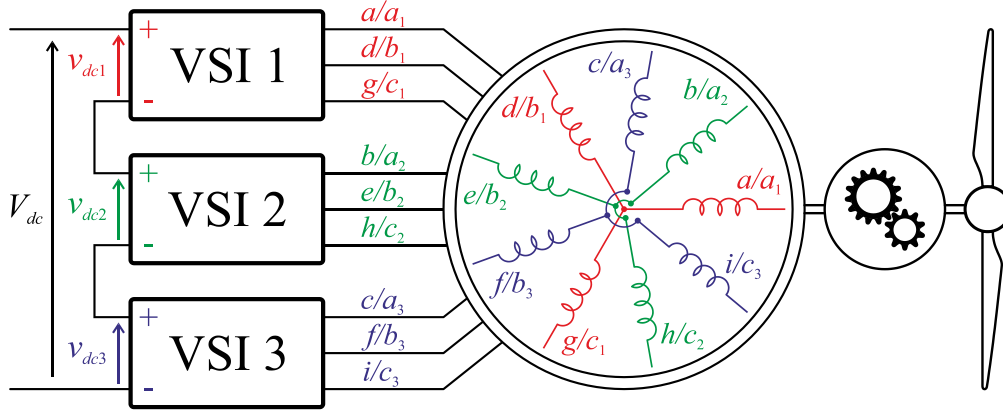 V_dc
v_dc1
+
-
VSI 1
a/a_1
d/b_1
g/c_1
v_dc2
+
-
VSI 2
b/a_2
e/b_2
h/c_2
v_dc3
+
-
VSI 3
c/a_3
f/b_3
i/c_3
c/a_3
d/b_1
b/a_2
e/b_2
a/a_1
f/b_3
i/c_3
g/c_1
h/c_2